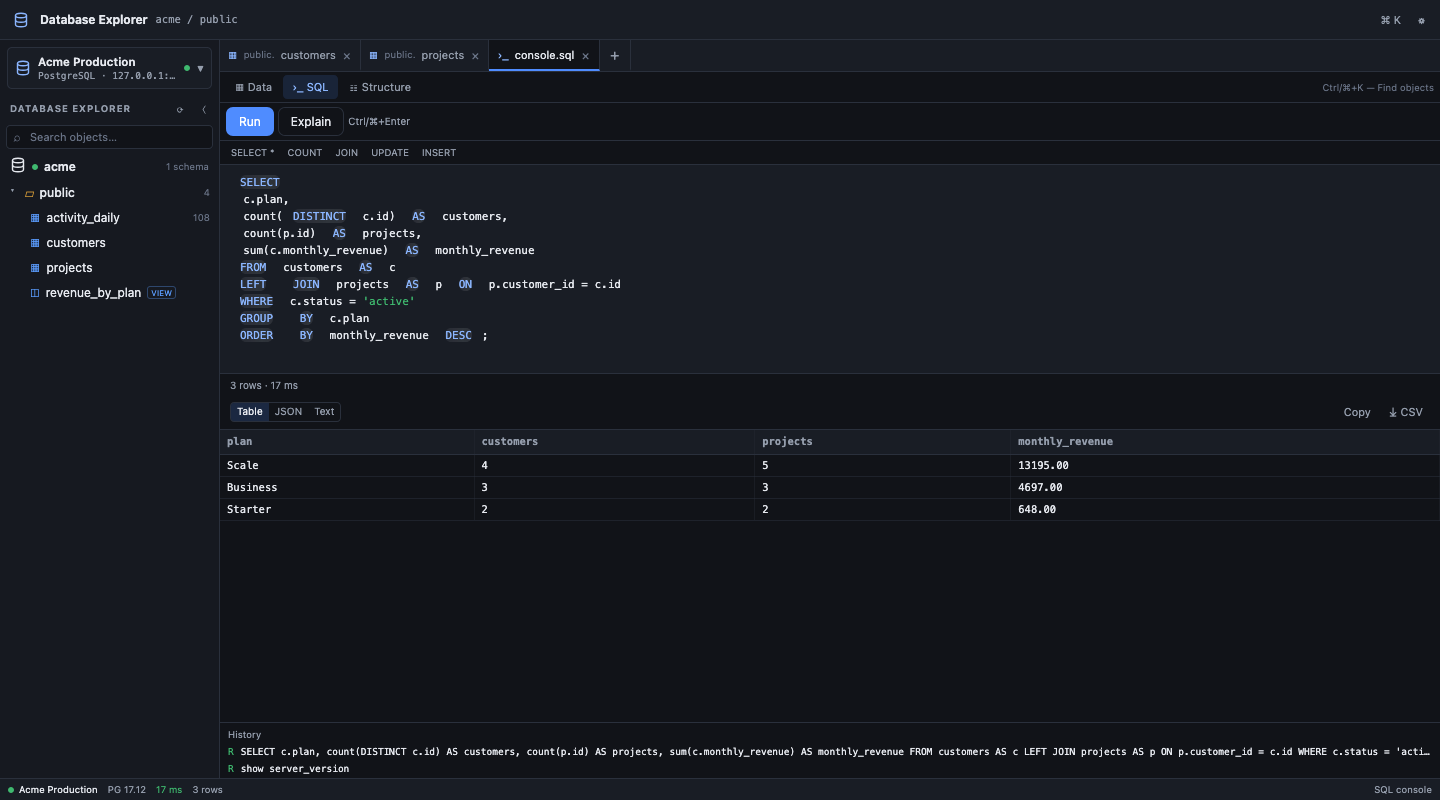 Database Explorer acme / public
⌘ K
Acme Production
PostgreSQL · 127.0.0.1:…
DATABASE EXPLORER
Search objects…
acme 1 schema
public 4
activity_daily 108
customers
projects
revenue_by_plan VIEW
public. customers ×
public. projects ×
›_ console.sql ×
+
Data
›_ SQL
Structure
Ctrl/⌘+K — Find objects
Run
Explain
Ctrl/⌘+Enter
SELECT * COUNT JOIN UPDATE INSERT
SELECT
c.plan,
count( DISTINCT c.id) AS customers,
count(p.id) AS projects,
sum(c.monthly_revenue) AS monthly_revenue
FROM customers AS c
LEFT JOIN projects AS p ON p.customer_id = c.id
WHERE c.status = 'active'
GROUP BY c.plan
ORDER BY monthly_revenue DESC ;
3 rows · 17 ms
Table JSON Text
Copy
CSV
plan customers projects monthly_revenue
Scale 4 5 13195.00
Business 3 3 4697.00
Starter 2 2 648.00
History
R SELECT c.plan, count(DISTINCT c.id) AS customers, count(p.id) AS projects, sum(c.monthly_revenue) AS monthly_revenue FROM customers AS c LEFT JOIN projects AS p ON p.customer_id = c.id WHERE c.status = 'acti…
R show server_version
Acme Production PG 17.12 17 ms 3 rows
SQL console